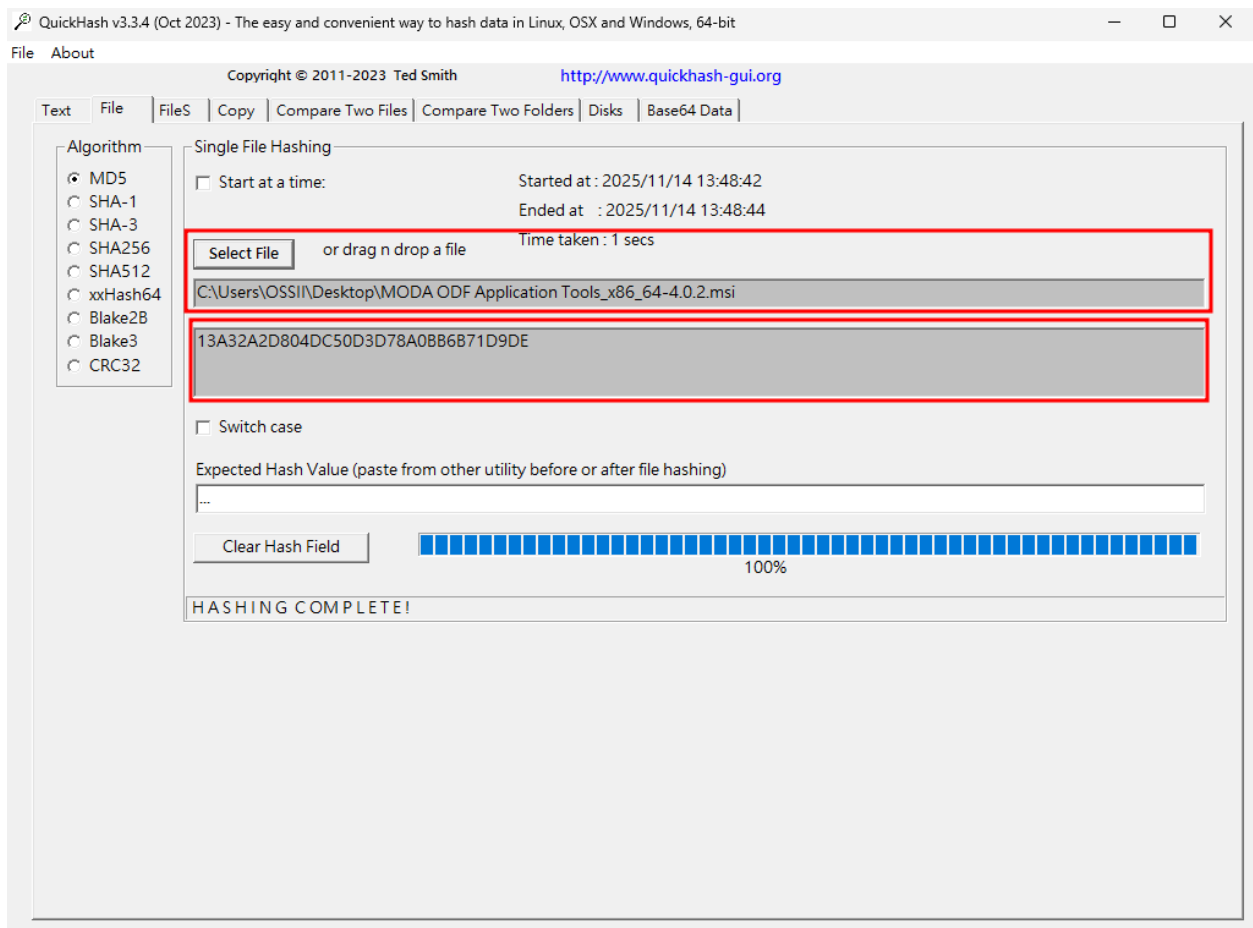 QuickHash v3.3.4 (Oct 2023) - The easy and convenient way to hash data in Linux, OSX and Windows, 64-bit
File About
Copyright © 2011-2023 Ted Smith http://www.quickhash-gui.org
Text File FileS Copy Compare Two Files Compare Two Folders Disks Base64 Data
Algorithm
MD5
SHA-1
SHA-3
SHA256
SHA512
xxHash64
Blake2B
Blake3
CRC32
Single File Hashing
Start at a time:
Started at : 2025/11/14 13:48:42
Ended at : 2025/11/14 13:48:44
Time taken : 1 secs
Select File or drag n drop a file
C:\Users\OSSII\Desktop\MODA ODF Application Tools_x86_64-4.0.2.msi
13A32A2D804DC50D3D78A0BB6B71D9DE
Switch case
Expected Hash Value (paste from other utility before or after file hashing)
...
Clear Hash Field
100%
HASHING COMPLETE!